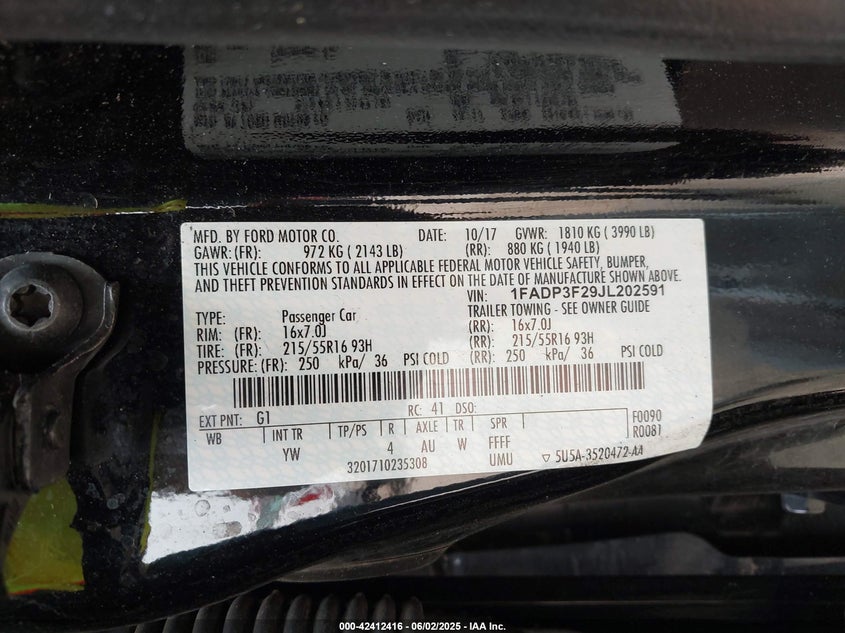 MFD. BY FORD MOTOR CO. DATE: 10/17 GVWR: 1810 KG ( 3990 LB)
GAWR: (FR): 972 KG ( 2143 LB) (RR): 880 KG ( 1940 LB)
THIS VEHICLE CONFORMS TO ALL APPLICABLE FEDERAL MOTOR VEHICLE SAFETY, BUMPER,
AND THEFT PREVENTION STANDARDS IN EFFECT ON THE DATE OF MANUFACTURE SHOWN ABOVE.
VIN: 1FADP3F29JL202591
TYPE: Passenger Car TRAILER TOWING - SEE OWNER GUIDE
RIM: (FR): 16x7.0J (RR): 16x7.0J
TIRE: (FR): 215/55R16 93H (RR): 215/55R16 93H
PRESSURE: (FR): 250 kPa/ 36 PSI COLD (RR): 250 kPa/ 36 PSI COLD
EXT PNT: G1 RC: 41 DSO: F0090
WB INT TR TP/PS R AXLE TR SPR R0081
YW 4 AU W FFFF
3201710235308 UMU ▽ 5U5A-3520472-AA
000-42412416 - 06/02/2025 - IAA Inc.